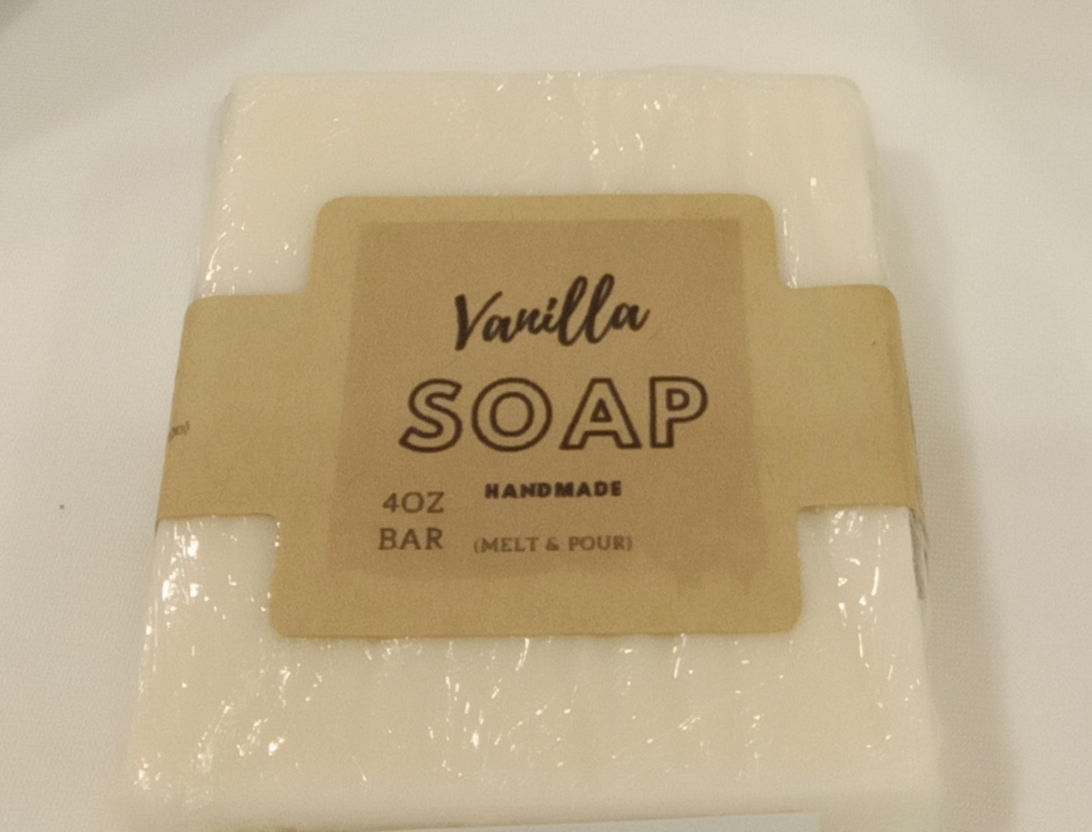 Vanilla
SOAP
HANDMADE
4OZ
BAR
(MELT & POUR)